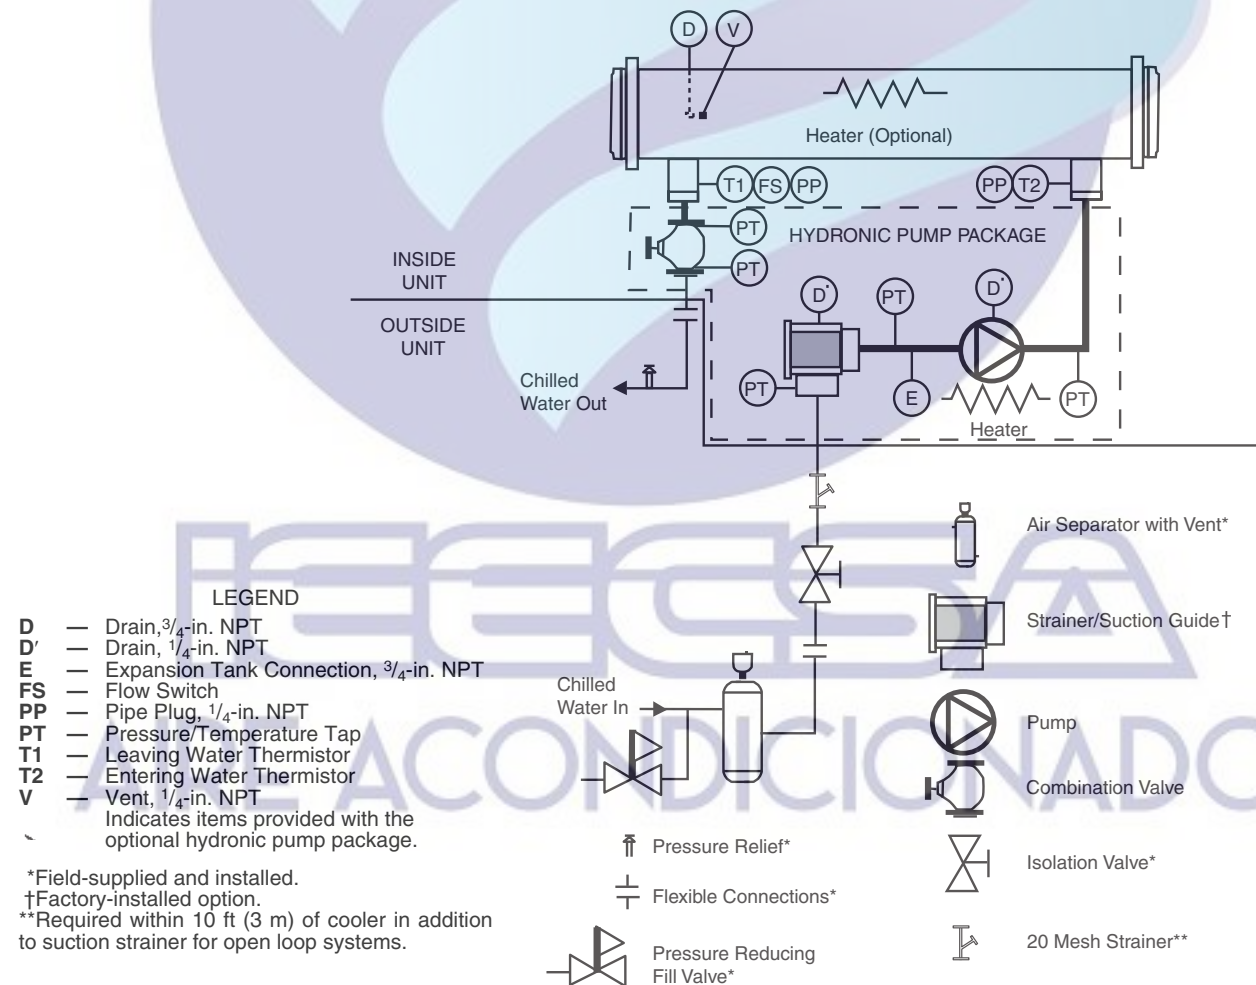 D V
Heater (Optional)
T1 FS PP
PP T2
PT
HYDRONIC PUMP PACKAGE
PT
INSIDE
UNIT
OUTSIDE
UNIT
D' PT D'
Chilled
Water Out
PT E PT
Heater
Air Separator with Vent*
Strainer/Suction Guide†
Chilled
Water In
Pump
Combination Valve
Isolation Valve*
20 Mesh Strainer**
Pressure Relief*
Flexible Connections*
Pressure Reducing
Fill Valve*
LEGEND
D — Drain,3/4-in. NPT
D′ — Drain, 1/4-in. NPT
E — Expansion Tank Connection, 3/4-in. NPT
FS — Flow Switch
PP — Pipe Plug, 1/4-in. NPT
PT — Pressure/Temperature Tap
T1 — Leaving Water Thermistor
T2 — Entering Water Thermistor
V — Vent, 1/4-in. NPT
Indicates items provided with the
optional hydronic pump package.
*Field-supplied and installed.
†Factory-installed option.
**Required within 10 ft (3 m) of cooler in addition
to suction strainer for open loop systems.
IECSA
AIRE ACONDICIONADO